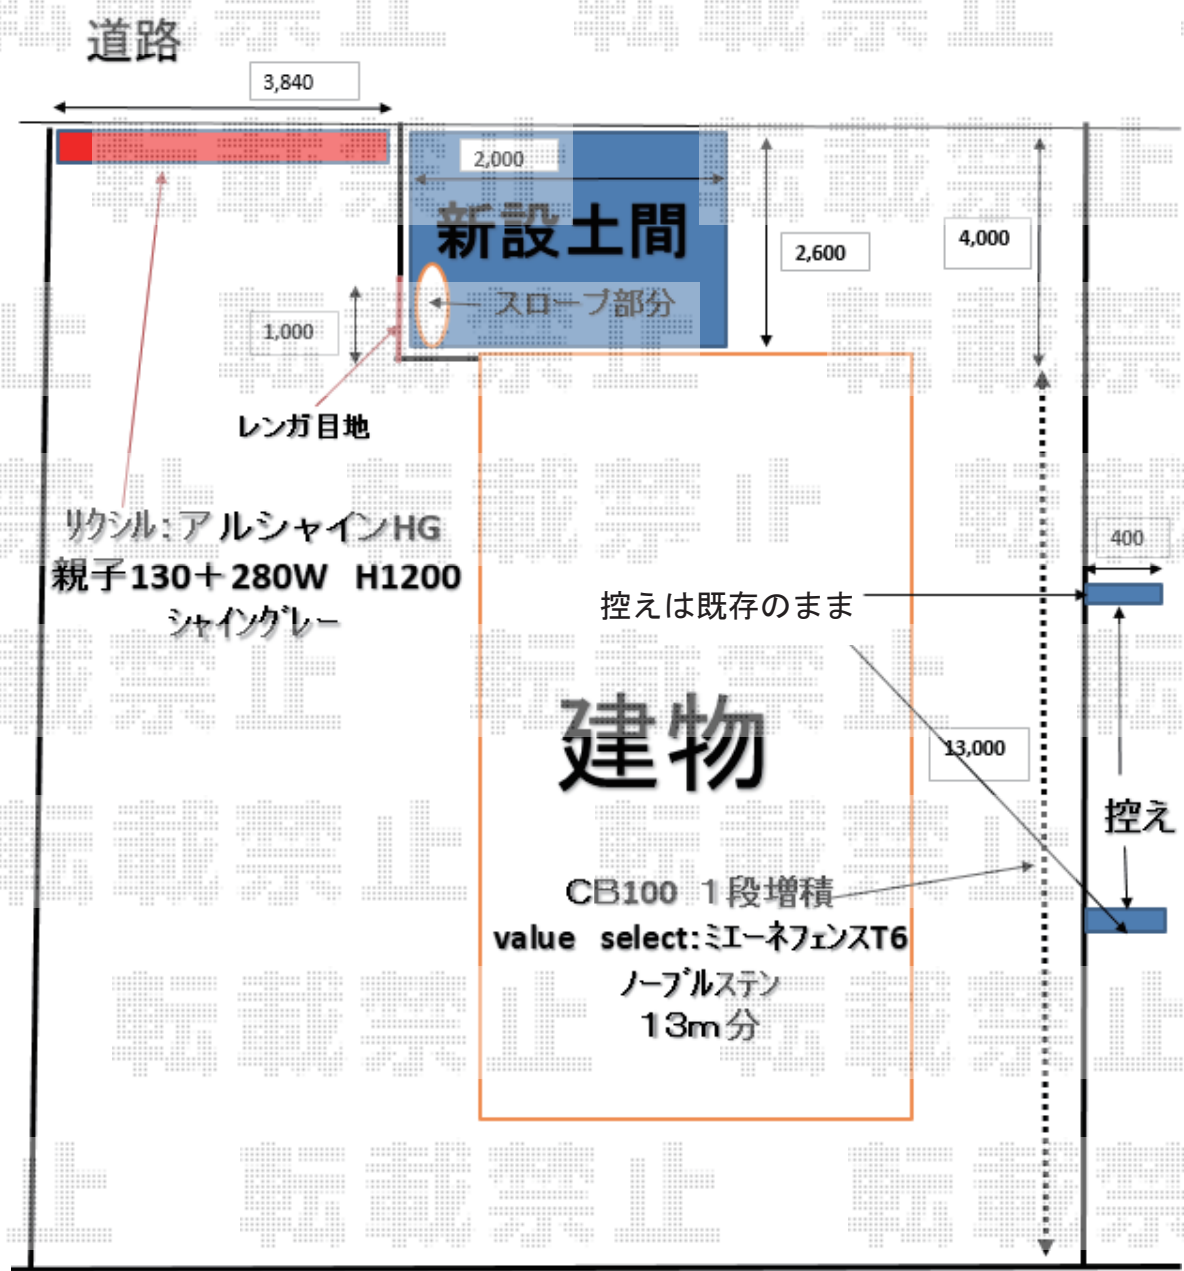 道路
3,840
2,000
新設土間
2,600
4,000
スロープ部分
1,000
レンガ目地
リクシル:アルシャインHG
親子130+280W H1200
シャイングレー
400
控えは既存のまま
建物
13,000
控え
CB100 1段増積
value select:ミエーネフェンスT6
ノーブルステン
13m分
転載禁止